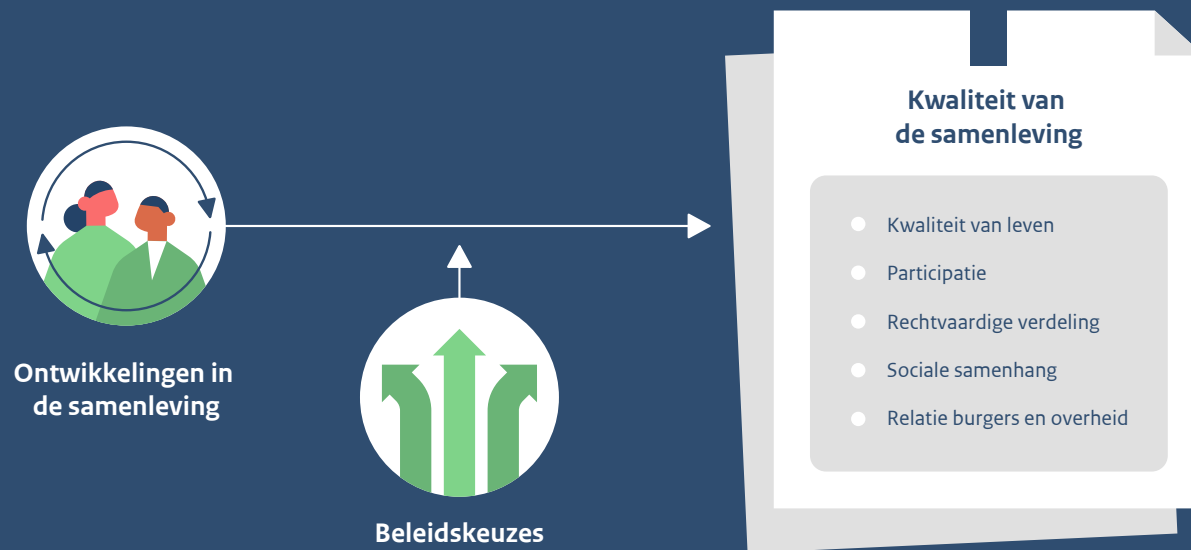 Ontwikkelingen in
de samenleving
Beleidskeuzes
Kwaliteit van
de samenleving
Kwaliteit van leven
Participatie
Rechtvaardige verdeling
Sociale samenhang
Relatie burgers en overheid